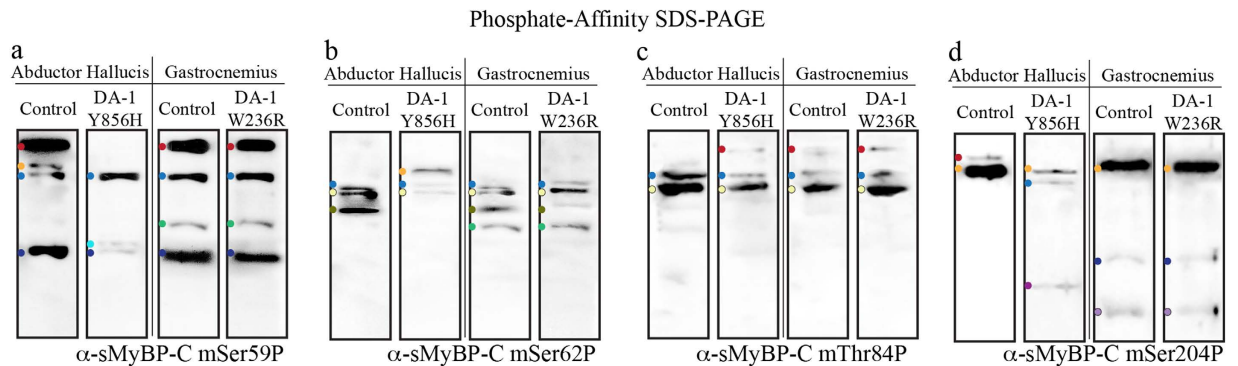 Phosphate-Affinity SDS-PAGE
a
Abductor Hallucis Gastrocnemius
Control DA-1 Y856H Control DA-1 W236R
α-sMyBP-C mSer59P
b
Abductor Hallucis Gastrocnemius
Control DA-1 Y856H Control DA-1 W236R
α-sMyBP-C mSer62P
c
Abductor Hallucis Gastrocnemius
Control DA-1 Y856H Control DA-1 W236R
α-sMyBP-C mThr84P
d
Abductor Hallucis Gastrocnemius
Control DA-1 Y856H Control DA-1 W236R
α-sMyBP-C mSer204P